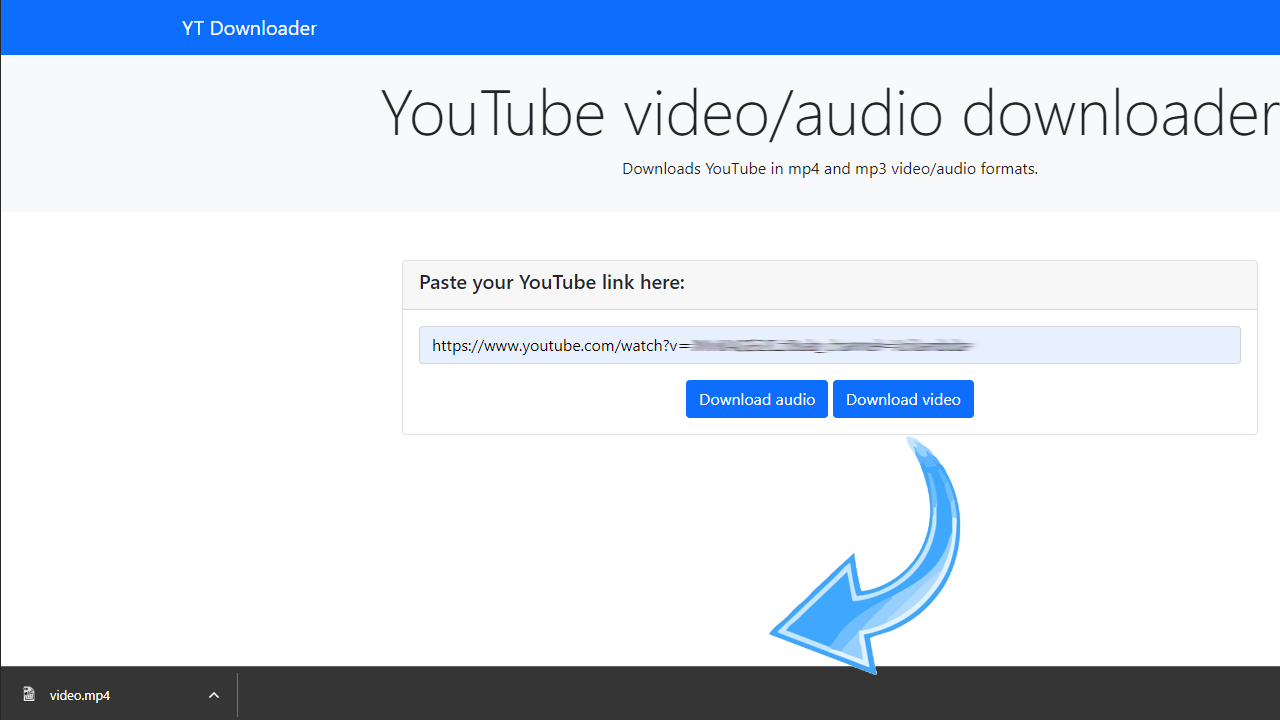 YT Downloader
YouTube video/audio downloader
Downloads YouTube in mp4 and mp3 video/audio formats.
Paste your YouTube link here:
https://www.youtube.com/watch?v=
Download audio Download video
video.mp4